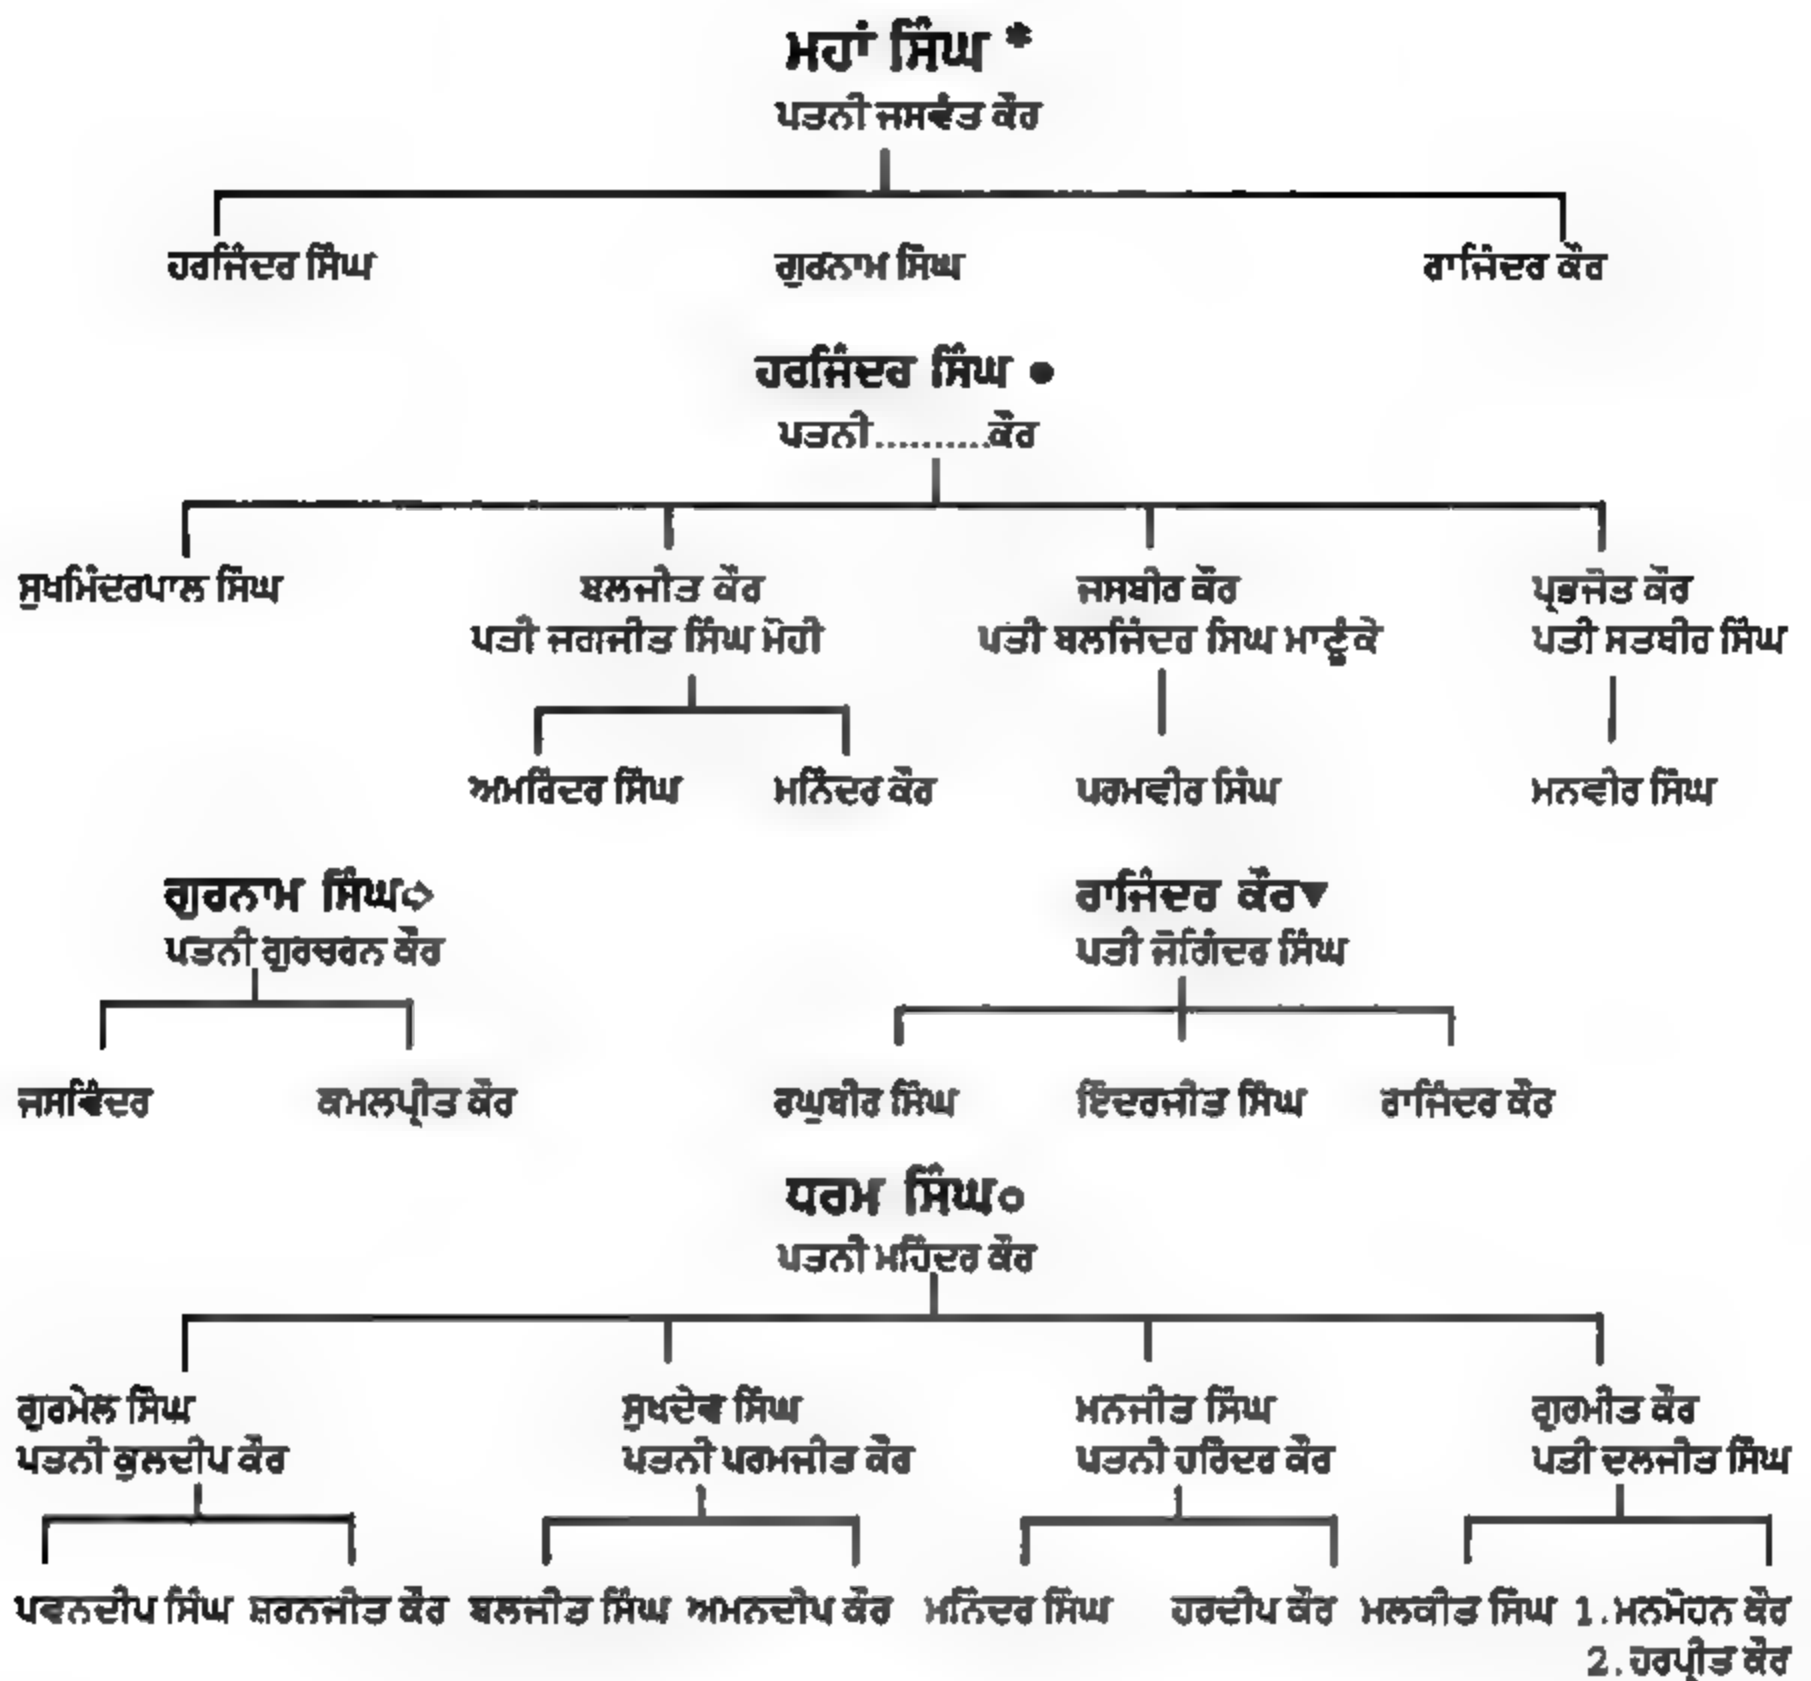 ਮਹਾਂ ਸਿੰਘ *
ਪਤਨੀ ਜਸਵੰਤ ਕੌਰ
ਹਰਜਿੰਦਰ ਸਿੰਘ ਗੁਰਨਾਮ ਸਿੰਘ ਰਾਜਿੰਦਰ ਕੌਰ
ਹਰਜਿੰਦਰ ਸਿੰਘ ●
ਪਤਨੀ..........ਕੌਰ
ਸੁਖਮਿੰਦਰਪਾਲ ਸਿੰਘ ਬਲਜੀਤ ਕੌਰ ਜਸਬੀਰ ਕੌਰ ਪ੍ਰਭਜੋਤ ਕੌਰ
ਪਤੀ ਜਗਜੀਤ ਸਿੰਘ ਮੋਹੀ ਪਤੀ ਬਲਜਿੰਦਰ ਸਿਘ ਮਾਣੂੰਕੇ ਪਤੀ ਸਤਬੀਰ ਸਿੰਘ
ਅਮਰਿੰਦਰ ਸਿੰਘ ਮਨਿੰਦਰ ਕੌਰ ਪਰਮਵੀਰ ਸਿੰਘ ਮਨਵੀਰ ਸਿੰਘ
ਗੁਰਨਾਮ ਸਿੰਘ◇ ਰਾਜਿੰਦਰ ਕੌਰ▼
ਪਤਨੀ ਗੁਰਚਰਨ ਕੌਰ ਪਤੀ ਜੋਗਿੰਦਰ ਸਿੰਘ
ਜਸਵਿੰਦਰ ਕਮਲਪ੍ਰੀਤ ਕੌਰ ਰਘੁਬੀਰ ਸਿੰਘ ਇੰਦਰਜੀਤ ਸਿੰਘ ਰਾਜਿੰਦਰ ਕੌਰ
ਧਰਮ ਸਿੰਘ○
ਪਤਨੀ ਮਹਿੰਦਰ ਕੌਰ
ਗੁਰਮੇਲ ਸਿੰਘ ਸੁਖਦੇਵ ਸਿੰਘ ਮਨਜੀਤ ਸਿੰਘ ਗੁਰਮੀਤ ਕੌਰ
ਪਤਨੀ ਕੁਲਦੀਪ ਕੌਰ ਪਤਨੀ ਪਰਮਜੀਤ ਕੌਰ ਪਤਨੀ ਹਰਿੰਦਰ ਕੌਰ ਪਤੀ ਦਲਜੀਤ ਸਿੰਘ
ਪਵਨਦੀਪ ਸਿੰਘ ਸ਼ਰਨਜੀਤ ਕੌਰ ਬਲਜੀਤ ਸਿੰਘ ਅਮਨਦੀਪ ਕੌਰ ਮਨਿੰਦਰ ਸਿੰਘ ਹਰਦੀਪ ਕੌਰ ਮਲਕੀਤ ਸਿੰਘ 1.ਮਨਮੋਹਨ ਕੌਰ
2.ਹਰਪ੍ਰੀਤ ਕੌਰ